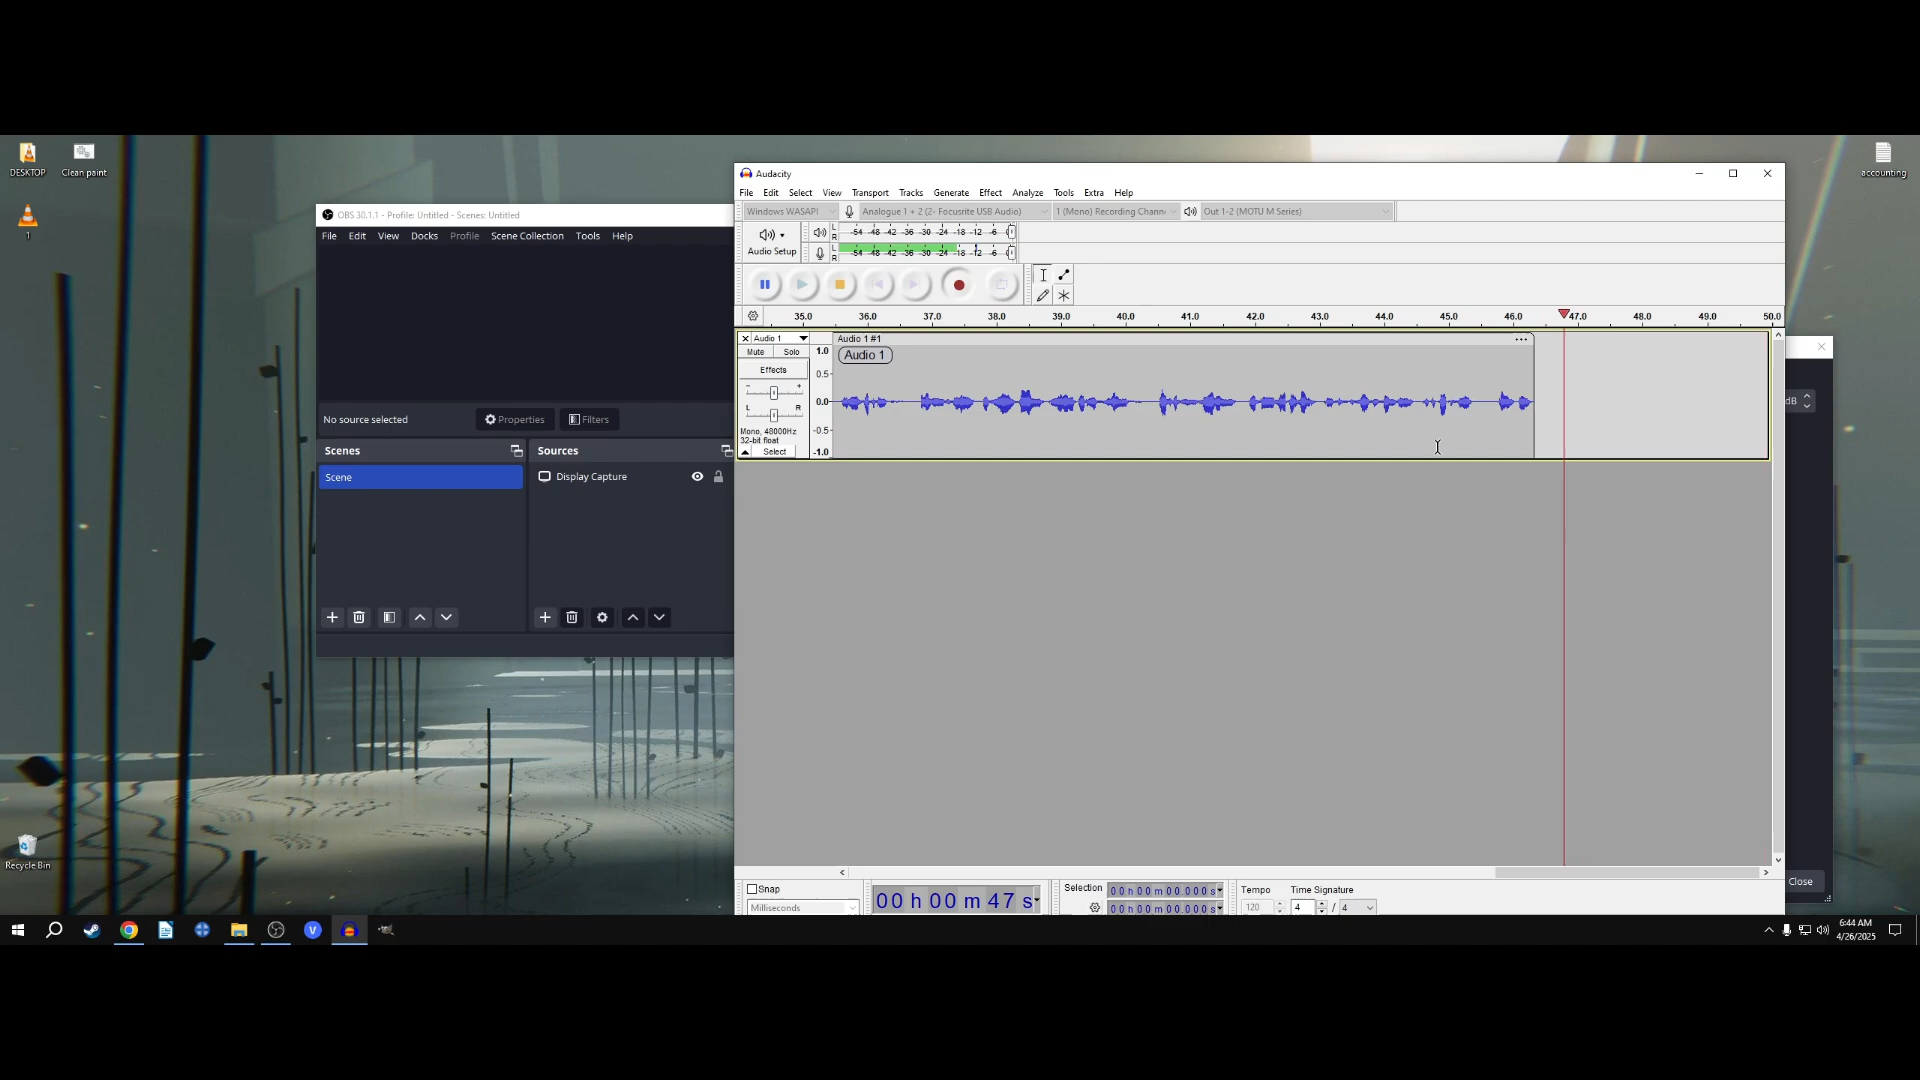 DESKTOP
Clean paint
1
Recycle Bin
accounting
OBS 30.1.1 - Profile: Untitled - Scenes: Untitled
File Edit View Docks Profile Scene Collection Tools Help
No source selected
Properties
Filters
Scenes
Sources
Scene
Display Capture
Audacity
File Edit Select View Transport Tracks Generate Effect Analyze Tools Extra Help
Windows WASAPI
Analogue 1 + 2 (2- Focusrite USB Audio)
1 (Mono) Recording Chann
Out 1-2 (MOTU M Series)
Audio Setup
L
R
-54 -48 -42 -36 -30 -24 -18 -12 -6 0
L
R
-54 -48 -42 -36 -30 -24 -18 -12 -6 0
35.0 36.0 37.0 38.0 39.0 40.0 41.0 42.0 43.0 44.0 45.0 46.0 47.0 48.0 49.0 50.0
Audio 1
Mute Solo
Effects
- +
L R
Mono, 48000Hz
32-bit float
Select
1.0
0.5
0.0
-0.5
-1.0
Audio 1 #1
Audio 1
dB
Close
Snap
Milliseconds
00 h 00 m 47 s
Selection
00 h 00 m 00.000 s
00 h 00 m 00.000 s
Tempo
120
Time Signature
4 / 4
6:44 AM
4/26/2025